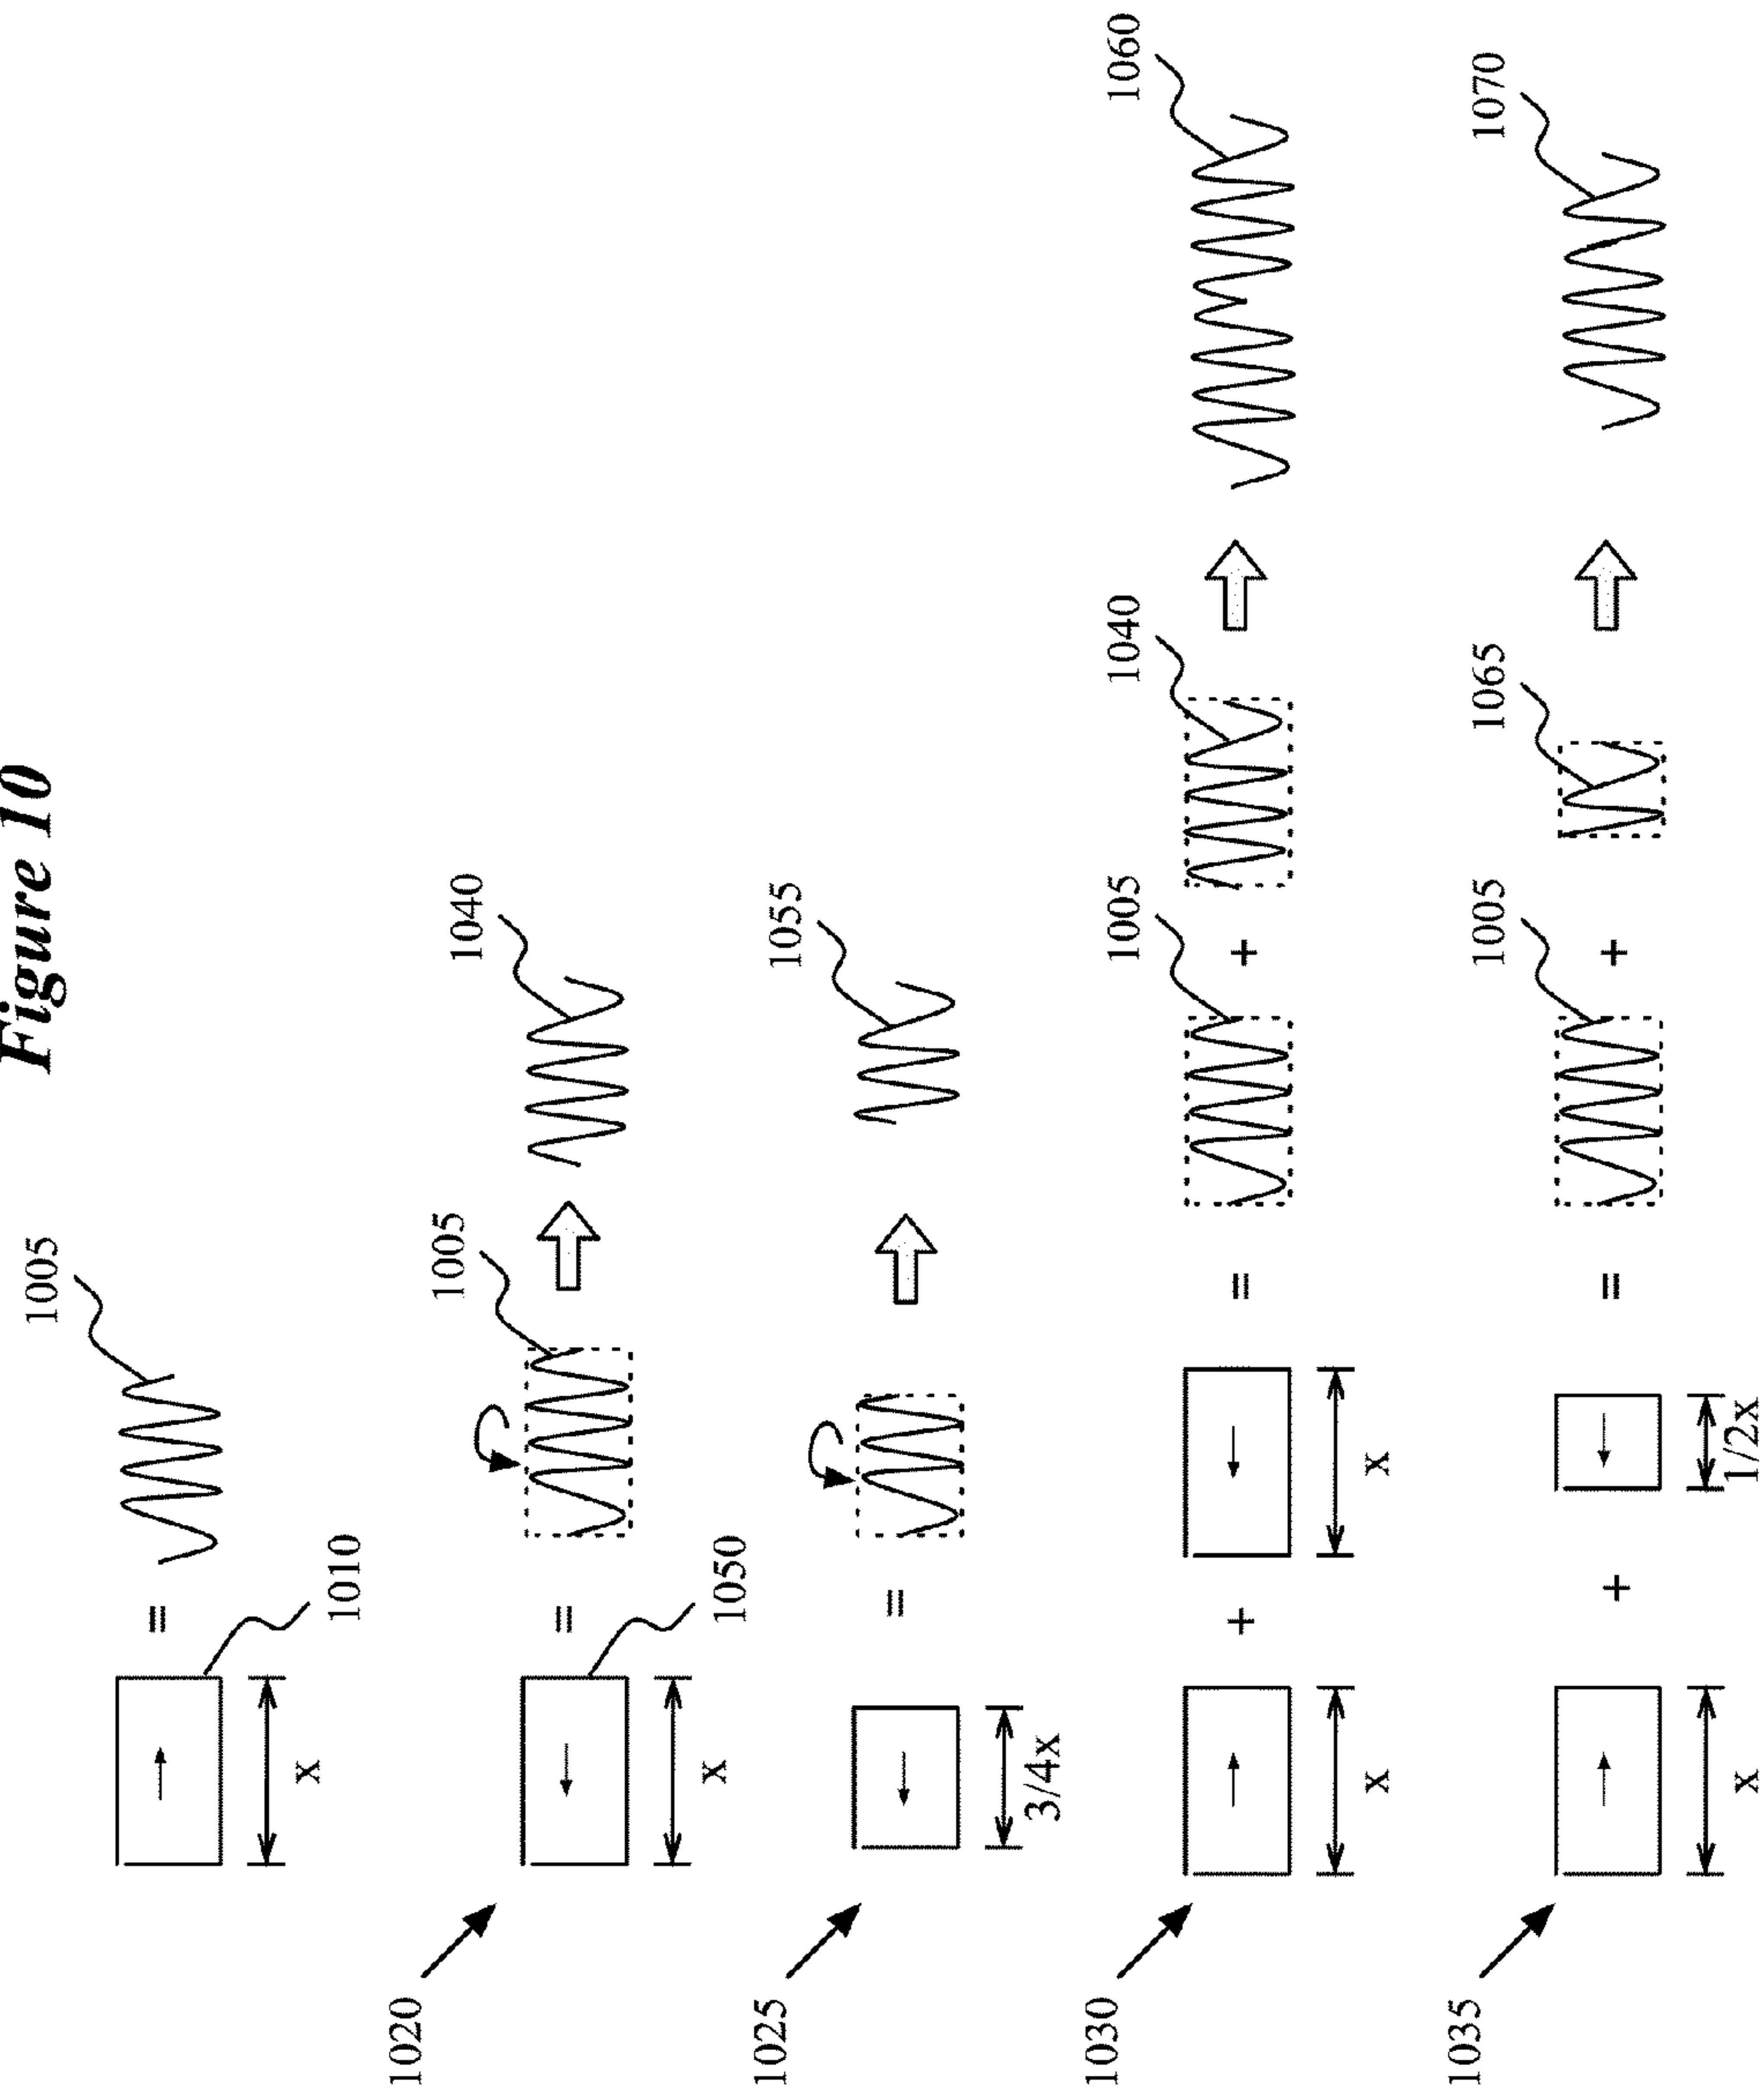 Figure 10
= 1005
x 1010
1020 = 1005 1040
x 1050
1025 = 1055
3/4x
1030 + = 1005 + 1040 1060
x x
1035 + = 1005 + 1065 1070
x 1/2x